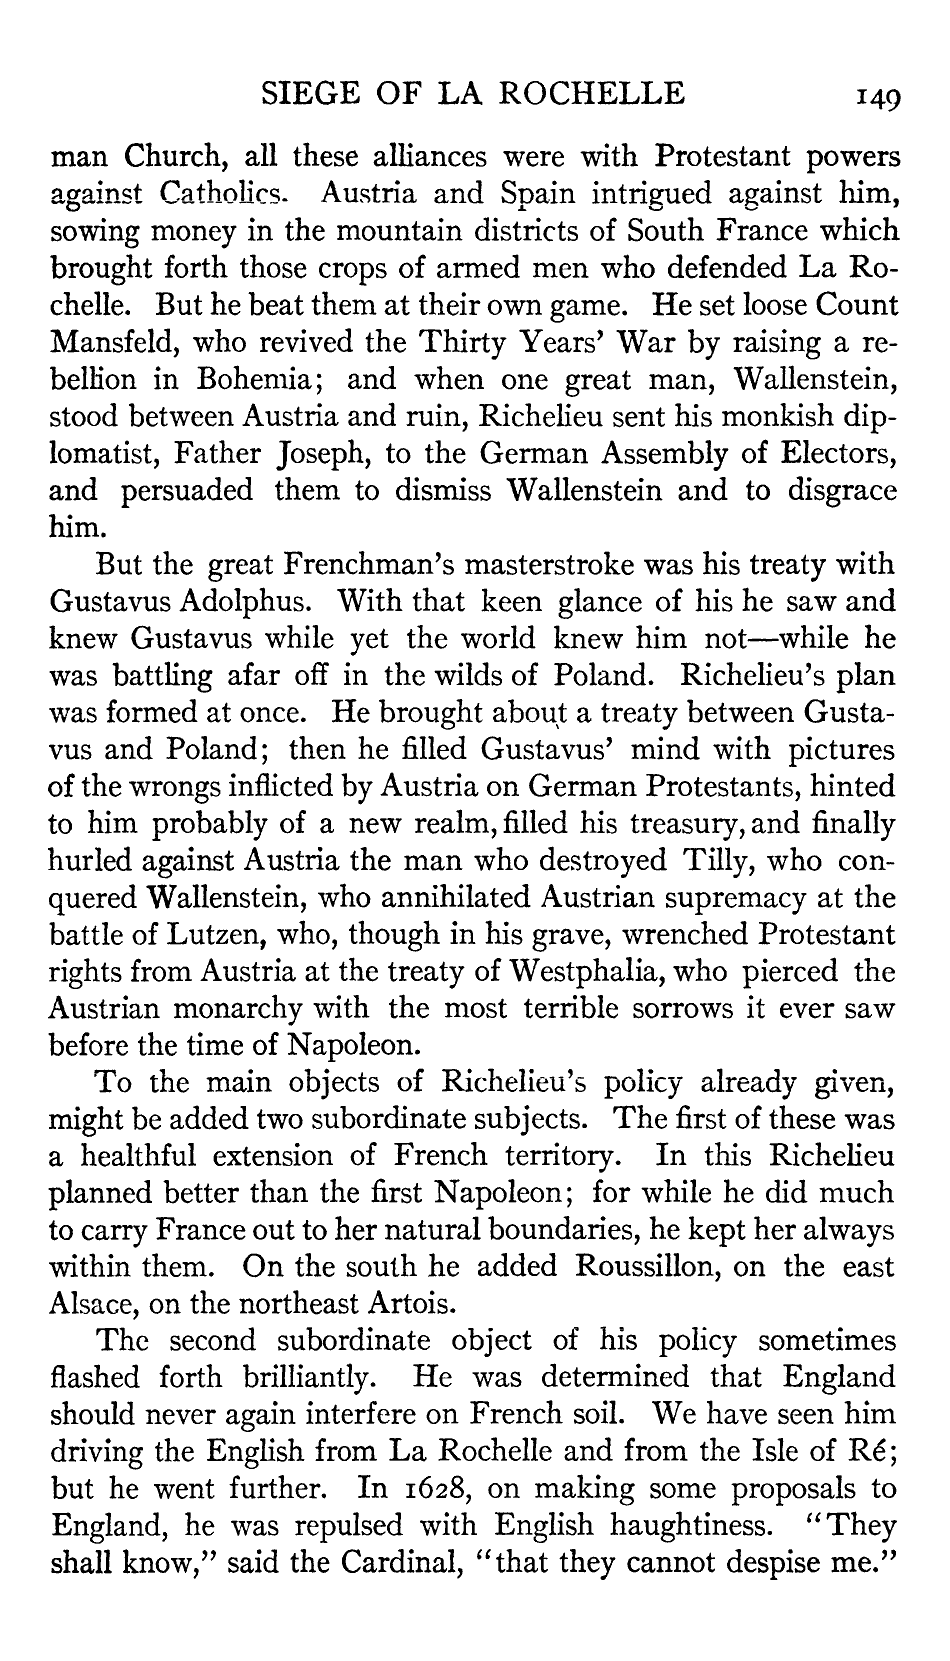 SIEGE OF LA ROCHELLE 149
man Church, all these alliances were with Protestant powers
against Catholics. Austria and Spain intrigued against him,
sowing money in the mountain districts of South France which
brought forth those crops of armed men who defended La Ro-
chelle. But he beat them at their own game. He set loose Count
Mansfeld, who revived the Thirty Years’ War by raising a re-
bellion in Bohemia; and when one great man, Wallenstein,
stood between Austria and ruin, Richelieu sent his monkish dip-
lomatist, Father Joseph, to the German Assembly of Electors,
and persuaded them to dismiss Wallenstein and to disgrace
him.
But the great Frenchman’s masterstroke was his treaty with
Gustavus Adolphus. With that keen glance of his he saw and
knew Gustavus while yet the world knew him not—while he
was battling afar off in the wilds of Poland. Richelieu’s plan
was formed at once. He brought about a treaty between Gusta-
vus and Poland; then he filled Gustavus’ mind with pictures
of the wrongs inflicted by Austria on German Protestants, hinted
to him probably of a new realm, filled his treasury, and finally
hurled against Austria the man who destroyed Tilly, who con-
quered Wallenstein, who annihilated Austrian supremacy at the
battle of Lutzen, who, though in his grave, wrenched Protestant
rights from Austria at the treaty of Westphalia, who pierced the
Austrian monarchy with the most terrible sorrows it ever saw
before the time of Napoleon.
To the main objects of Richelieu’s policy already given,
might be added two subordinate subjects. The first of these was
a healthful extension of French territory. In this Richelieu
planned better than the first Napoleon; for while he did much
to carry France out to her natural boundaries, he kept her always
within them. On the south he added Roussillon, on the east
Alsace, on the northeast Artois.
The second subordinate object of his policy sometimes
flashed forth brilliantly. He was determined that England
should never again interfere on French soil. We have seen him
driving the English from La Rochelle and from the Isle of Ré;
but he went further. In 1628, on making some proposals to
England, he was repulsed with English haughtiness. “They
shall know,” said the Cardinal, “that they cannot despise me.”